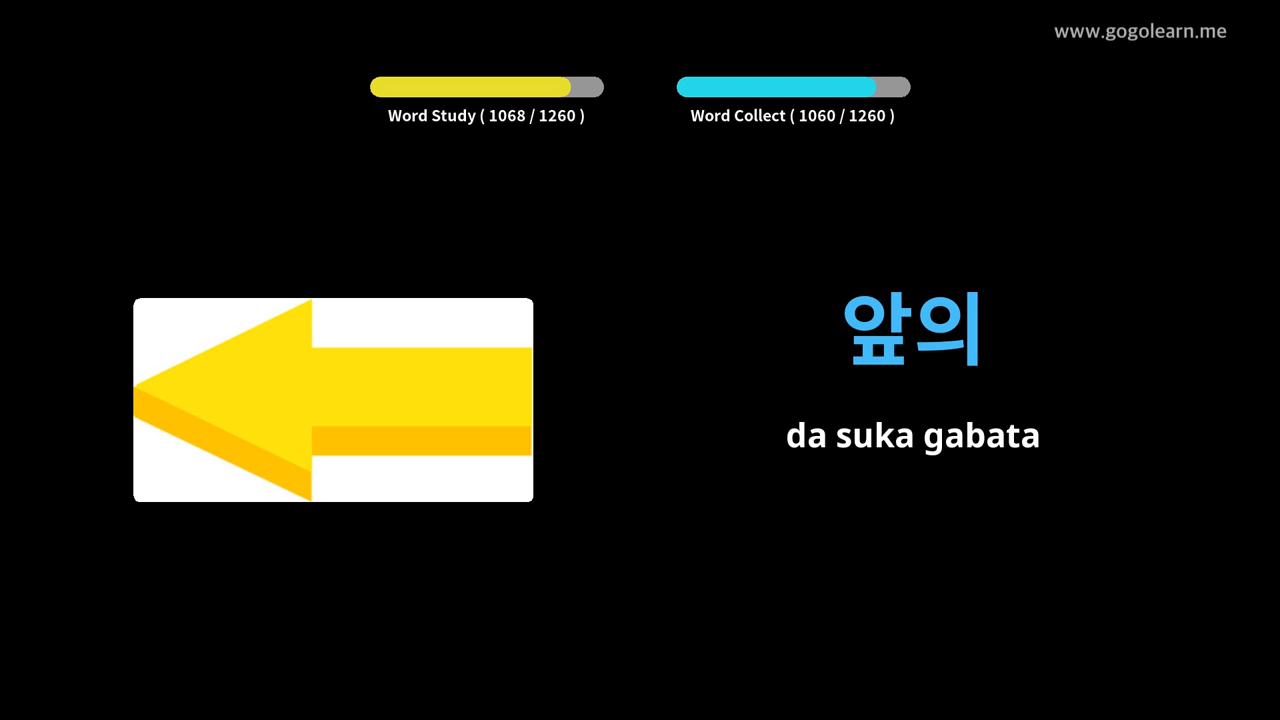 www.gogolearn.me
Word Study ( 1068 / 1260 )
Word Collect ( 1060 / 1260 )
앞의
da suka gabata